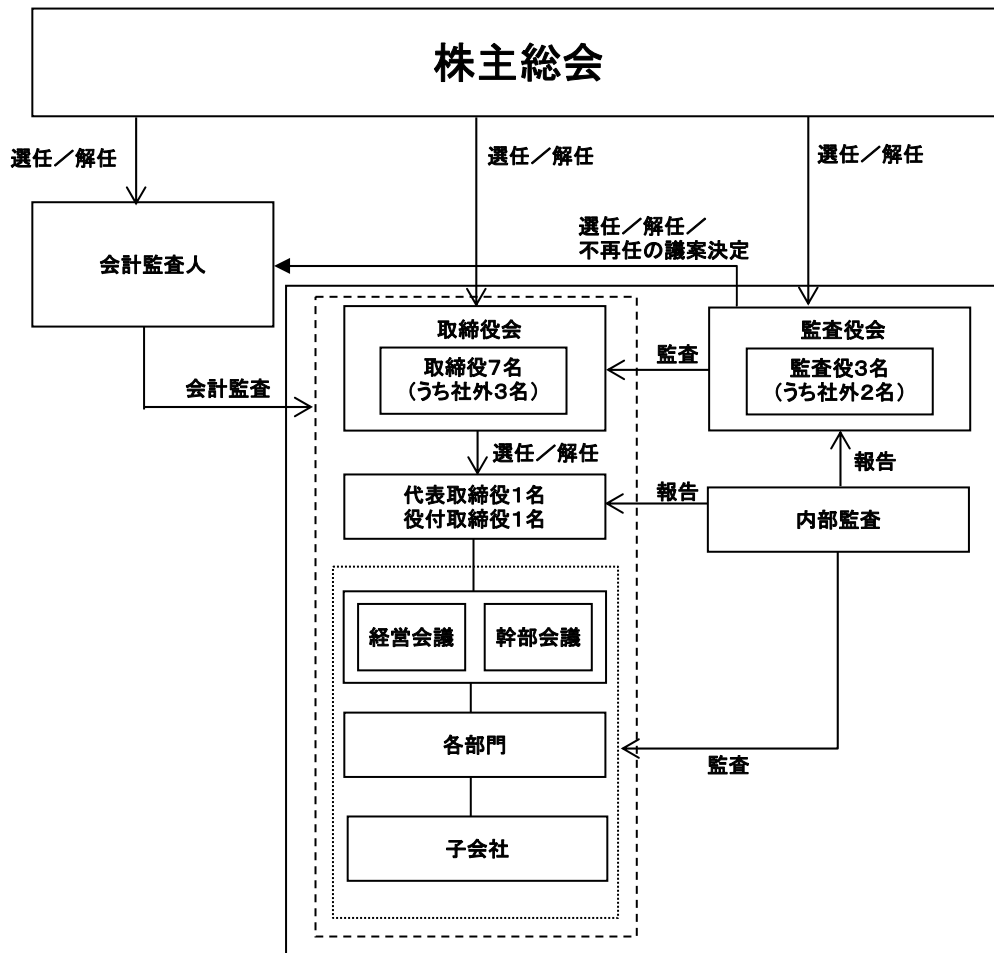 株主総会
選任／解任
選任／解任
選任／解任
選任／解任／
不再任の議案決定
会計監査人
取締役会
取締役７名
(うち社外３名)
監査
監査役会
監査役３名
(うち社外２名)
会計監査
選任／解任
報告
代表取締役１名
役付取締役１名
報告
内部監査
経営会議
幹部会議
各部門
監査
子会社